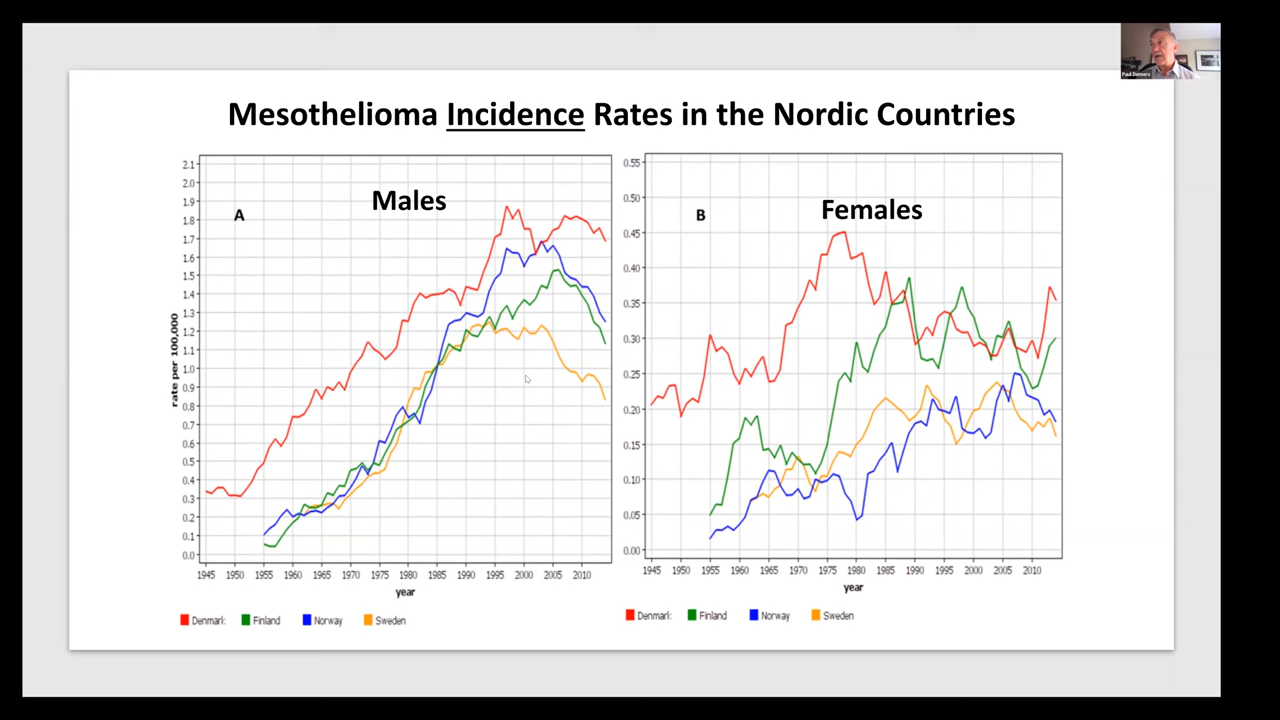 Paul Demers
Mesothelioma Incidence Rates in the Nordic Countries
Males
A
2.1
2.0
1.9
1.8
1.7
1.6
1.5
1.4
1.3
1.2
1.1
1.0
0.9
0.8
0.7
0.6
0.5
0.4
0.3
0.2
0.1
0.0
rate per 100,000
1945 1950 1955 1960 1965 1970 1975 1980 1985 1990 1995 2000 2005 2010
year
Denmark: Finland Norway Sweden
Females
B
0.55
0.50
0.45
0.40
0.35
0.30
0.25
0.20
0.15
0.10
0.05
0.00
1945 1950 1955 1960 1965 1970 1975 1980 1985 1990 1995 2000 2005 2010
year
Denmark: Finland Norway Sweden